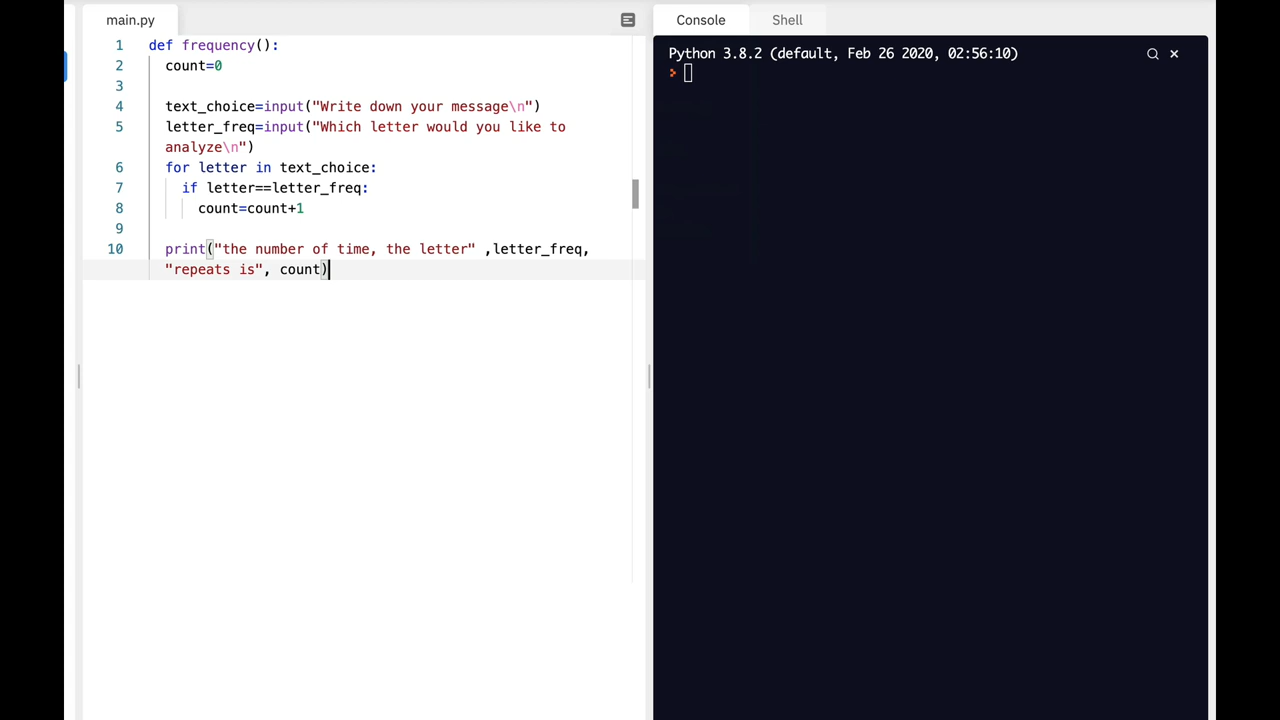 main.py
1 def frequency():
2 count=0
3
4 text_choice=input("Write down your message\n")
5 letter_freq=input("Which letter would you like to
analyze\n")
6 for letter in text_choice:
7 if letter==letter_freq:
8 count=count+1
9
10 print("the number of time, the letter" ,letter_freq,
"repeats is", count)
Console Shell
Python 3.8.2 (default, Feb 26 2020, 02:56:10)